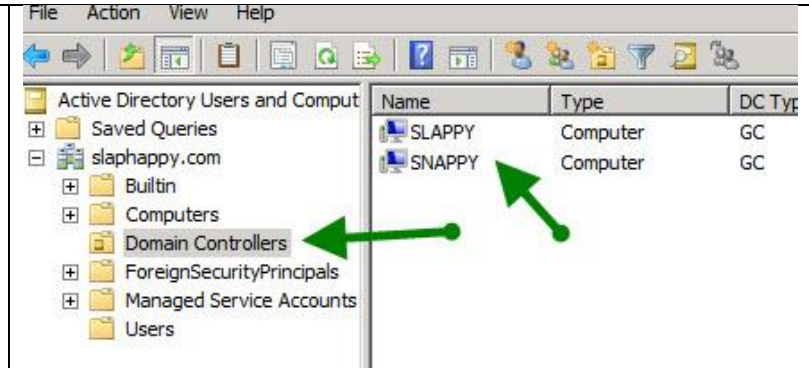 File Action View Help
Active Directory Users and Comput
Saved Queries
slaphappy.com
Builtin
Computers
Domain Controllers
ForeignSecurityPrincipals
Managed Service Accounts
Users
Name Type DC Typ
SLAPPY Computer GC
SNAPPY Computer GC